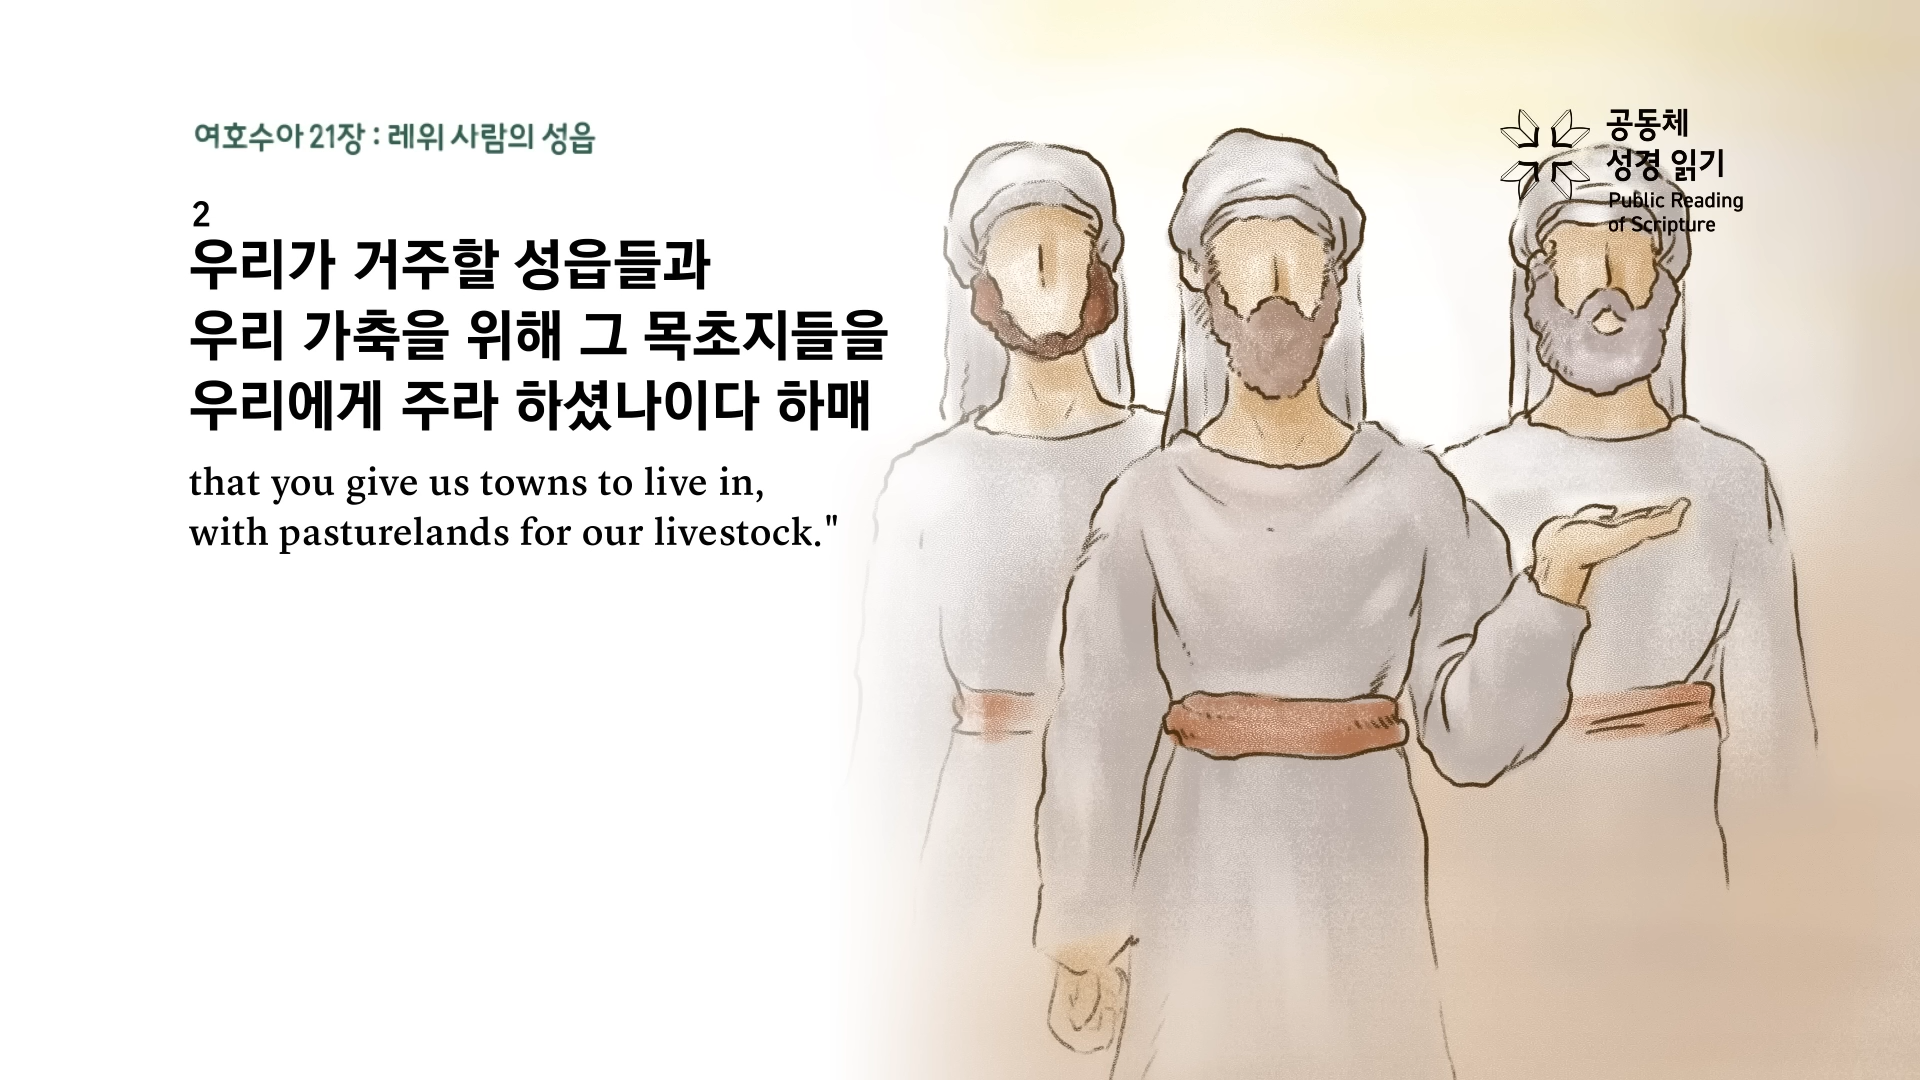 여호수아 21장 : 레위 사람의 성읍
공동체
성경 읽기
Public Reading
of Scripture
2
우리가 거주할 성읍들과
우리 가축을 위해 그 목초지들을
우리에게 주라 하셨나이다 하매
that you give us towns to live in,
with pasturelands for our livestock."